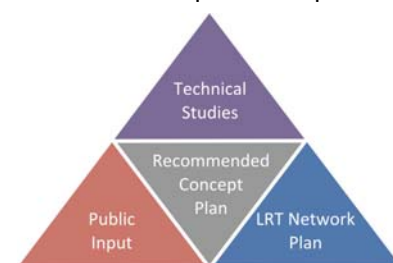 Technical
Studies
Recommended
Concept
Plan
Public
Input
LRT Network
Plan